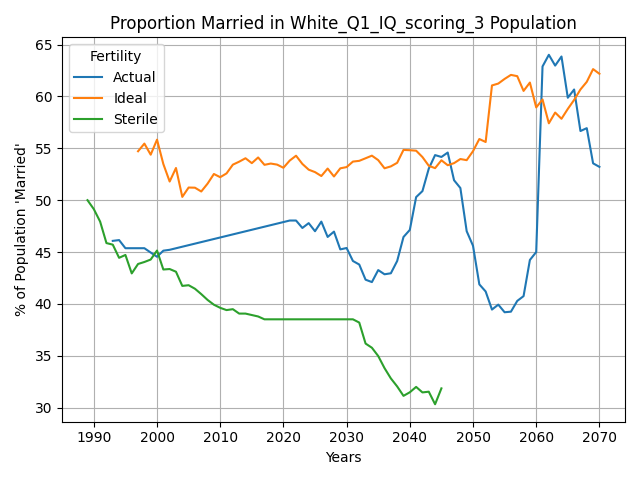 Proportion Married in White_Q1_IQ_scoring_3 Population
% of Population 'Married'
65
60
55
50
45
40
35
30
Fertility
Actual
Ideal
Sterile
1990 2000 2010 2020 2030 2040 2050 2060 2070
Years